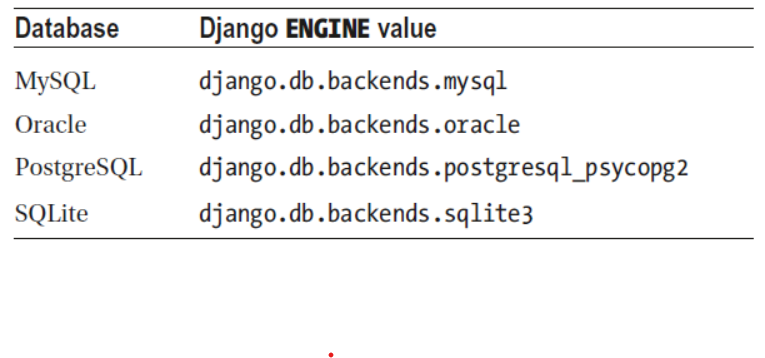 Database Django ENGINE value
MySQL django.db.backends.mysql
Oracle django.db.backends.oracle
PostgreSQL django.db.backends.postgresql_psycopg2
SQLite django.db.backends.sqlite3